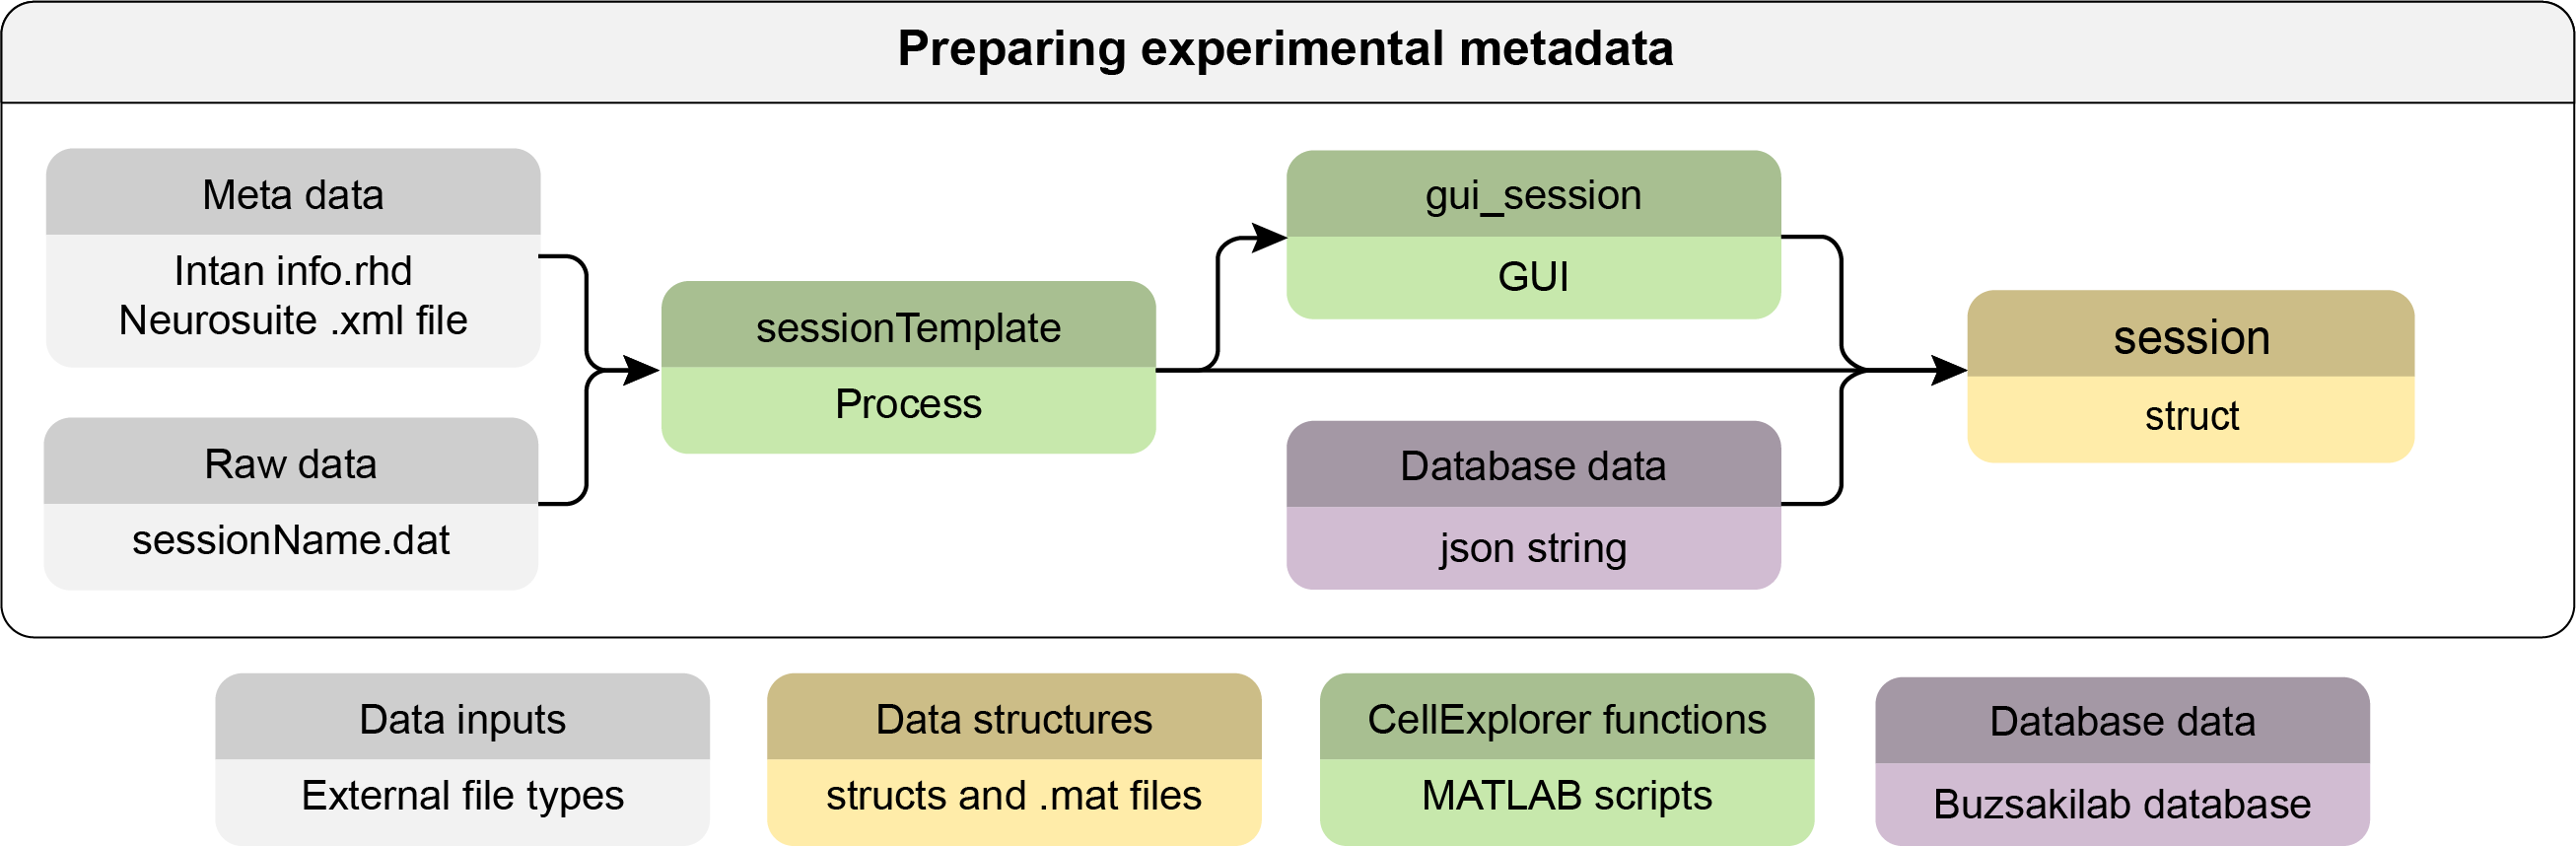 Preparing experimental metadata
Meta data
Intan info.rhd
Neurosuite .xml file
Raw data
sessionName.dat
sessionTemplate
Process
gui_session
GUI
Database data
json string
session
struct
Data inputs
External file types
Data structures
structs and .mat files
CellExplorer functions
MATLAB scripts
Database data
Buzsakilab database